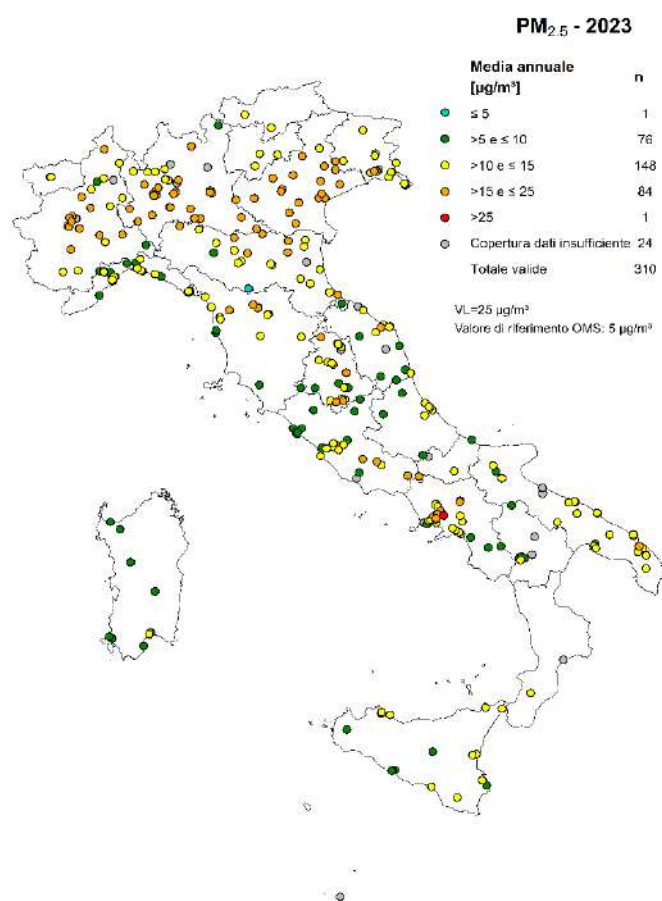 PM2.5 - 2023
Media annuale n
[µg/m³]
≤ 5 1
>5 e ≤ 10 76
>10 e ≤ 15 148
>15 e ≤ 25 84
>25 1
Copertura dati insufficiente 24
Totale valide 310
VL=25 µg/m³
Valore di riferimento OMS: 5 µg/m³